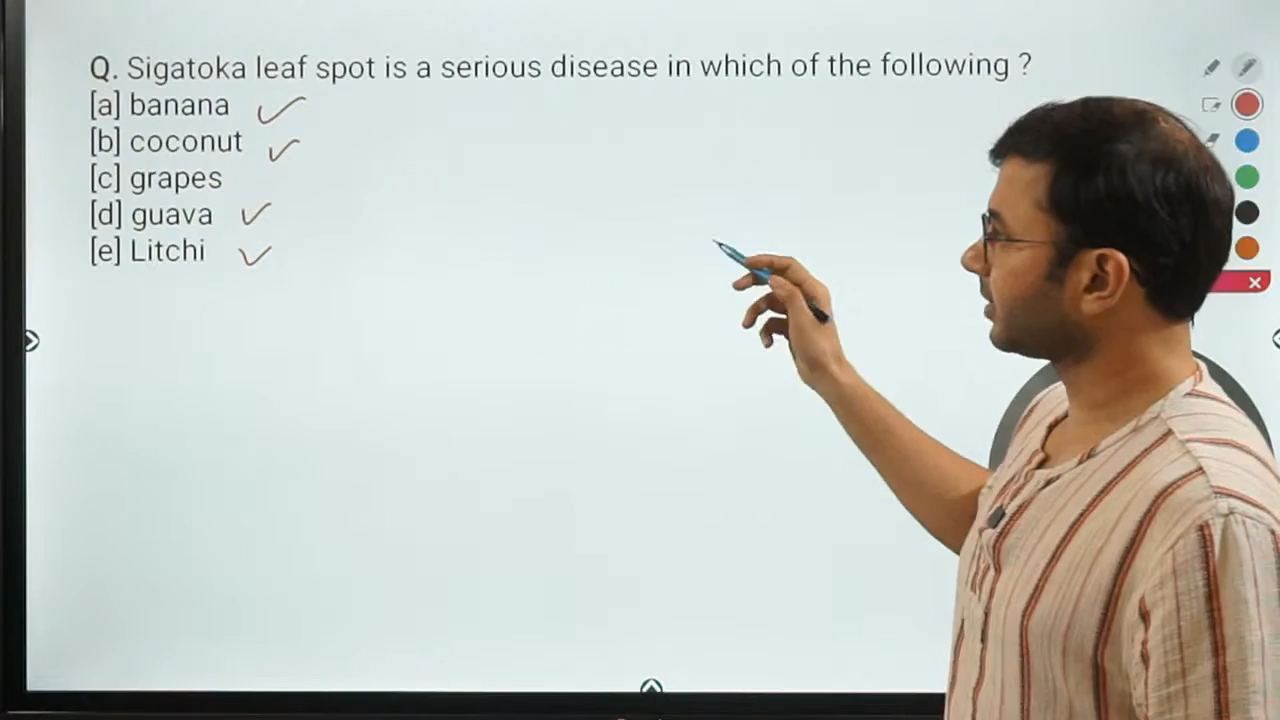 Q. Sigatoka leaf spot is a serious disease in which of the following ?
[a] banana
[b] coconut
[c] grapes
[d] guava
[e] Litchi